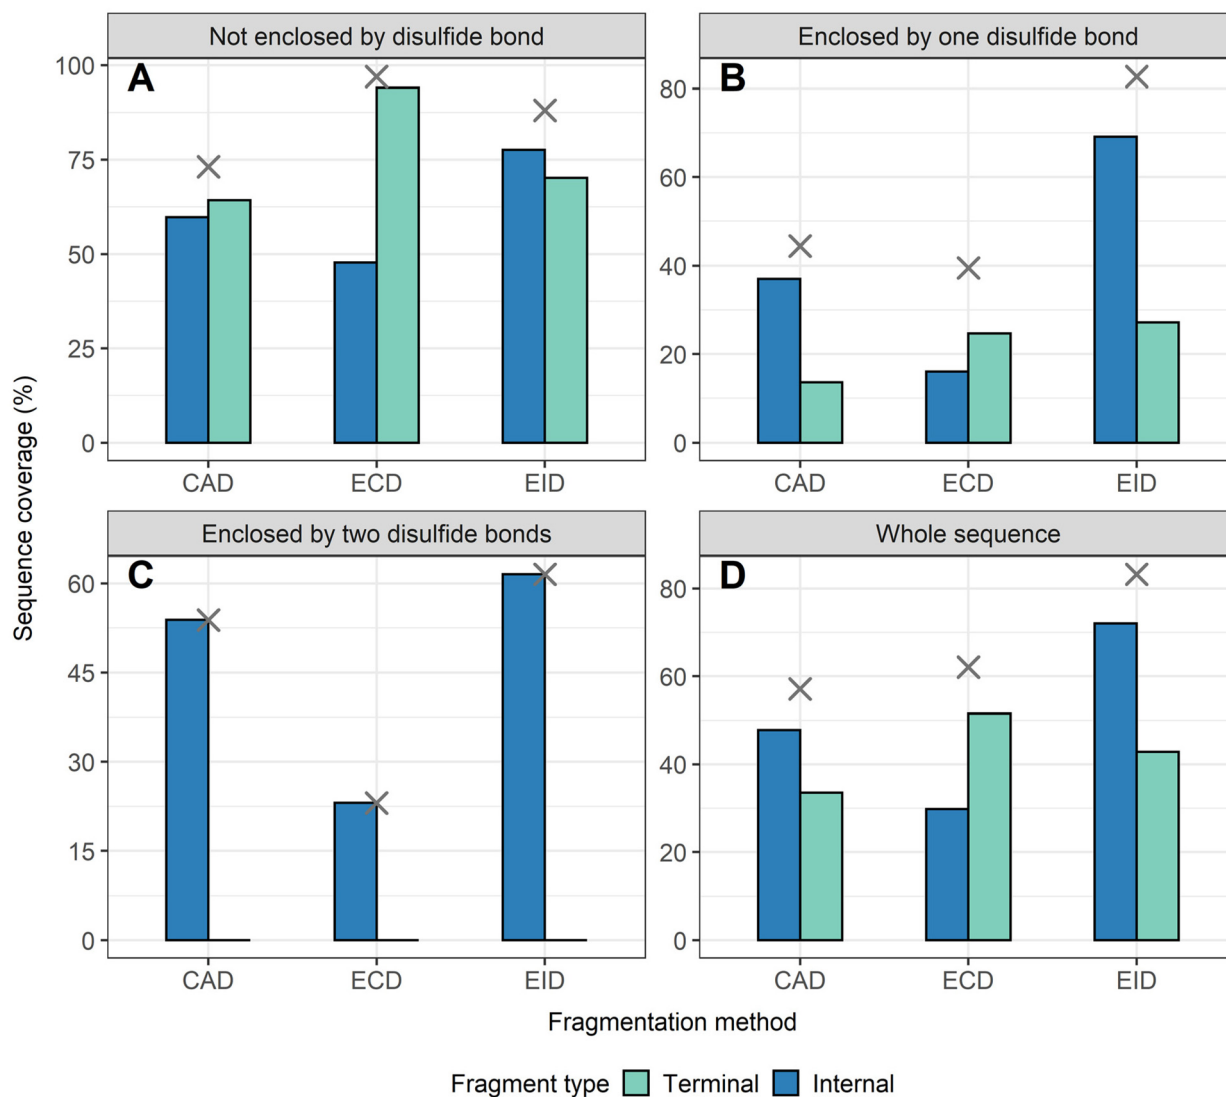 Not enclosed by disulfide bond
A
100
75
50
25
0
CAD ECD EID
Enclosed by one disulfide bond
B
80
60
40
20
0
CAD ECD EID
Enclosed by two disulfide bonds
C
60
45
30
15
0
CAD ECD EID
Whole sequence
D
80
60
40
20
0
CAD ECD EID
Sequence coverage (%)
Fragmentation method
Fragment type Terminal Internal